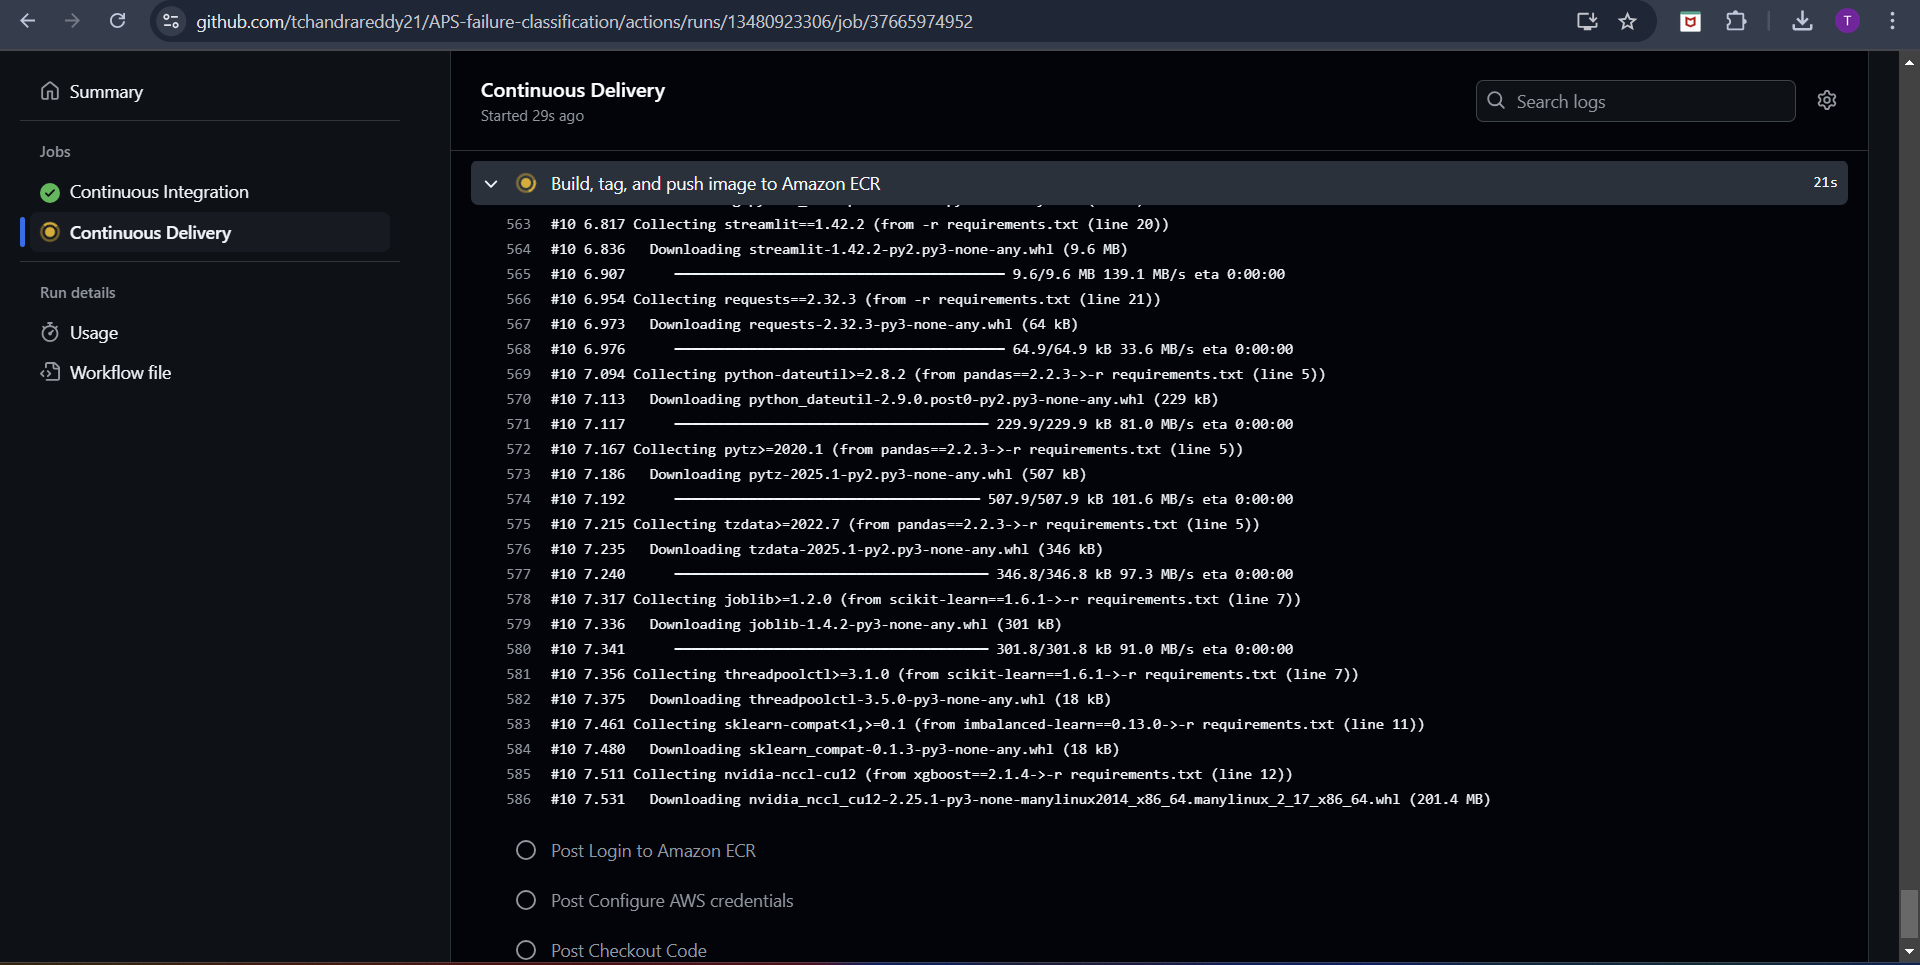 github.com/tchandrareddy21/APS-failure-classification/actions/runs/13480923306/job/37665974952
T
Summary
Jobs
Continuous Integration
Continuous Delivery
Run details
Usage
Workflow file
Continuous Delivery
Started 29s ago
Search logs
Build, tag, and push image to Amazon ECR
21s
563 #10 6.817 Collecting streamlit==1.42.2 (from -r requirements.txt (line 20))
564 #10 6.836 Downloading streamlit-1.42.2-py2.py3-none-any.whl (9.6 MB)
565 #10 6.907 ━━━━━━━━━━━━━━━━━━━━━━━━━━━━━━━━━━━━━━━━ 9.6/9.6 MB 139.1 MB/s eta 0:00:00
566 #10 6.954 Collecting requests==2.32.3 (from -r requirements.txt (line 21))
567 #10 6.973 Downloading requests-2.32.3-py3-none-any.whl (64 kB)
568 #10 6.976 ━━━━━━━━━━━━━━━━━━━━━━━━━━━━━━━━━━━━━━━━ 64.9/64.9 kB 33.6 MB/s eta 0:00:00
569 #10 7.094 Collecting python-dateutil>=2.8.2 (from pandas==2.2.3->-r requirements.txt (line 5))
570 #10 7.113 Downloading python_dateutil-2.9.0.post0-py2.py3-none-any.whl (229 kB)
571 #10 7.117 ━━━━━━━━━━━━━━━━━━━━━━━━━━━━━━━━━━━━━━ 229.9/229.9 kB 81.0 MB/s eta 0:00:00
572 #10 7.167 Collecting pytz>=2020.1 (from pandas==2.2.3->-r requirements.txt (line 5))
573 #10 7.186 Downloading pytz-2025.1-py2.py3-none-any.whl (507 kB)
574 #10 7.192 ━━━━━━━━━━━━━━━━━━━━━━━━━━━━━━━━━━━━━ 507.9/507.9 kB 101.6 MB/s eta 0:00:00
575 #10 7.215 Collecting tzdata>=2022.7 (from pandas==2.2.3->-r requirements.txt (line 5))
576 #10 7.235 Downloading tzdata-2025.1-py2.py3-none-any.whl (346 kB)
577 #10 7.240 ━━━━━━━━━━━━━━━━━━━━━━━━━━━━━━━━━━━━━━ 346.8/346.8 kB 97.3 MB/s eta 0:00:00
578 #10 7.317 Collecting joblib>=1.2.0 (from scikit-learn==1.6.1->-r requirements.txt (line 7))
579 #10 7.336 Downloading joblib-1.4.2-py3-none-any.whl (301 kB)
580 #10 7.341 ━━━━━━━━━━━━━━━━━━━━━━━━━━━━━━━━━━━━━━ 301.8/301.8 kB 91.0 MB/s eta 0:00:00
581 #10 7.356 Collecting threadpoolctl>=3.1.0 (from scikit-learn==1.6.1->-r requirements.txt (line 7))
582 #10 7.375 Downloading threadpoolctl-3.5.0-py3-none-any.whl (18 kB)
583 #10 7.461 Collecting sklearn-compat<1,>=0.1 (from imbalanced-learn==0.13.0->-r requirements.txt (line 11))
584 #10 7.480 Downloading sklearn_compat-0.1.3-py3-none-any.whl (18 kB)
585 #10 7.511 Collecting nvidia-nccl-cu12 (from xgboost==2.1.4->-r requirements.txt (line 12))
586 #10 7.531 Downloading nvidia_nccl_cu12-2.25.1-py3-none-manylinux2014_x86_64.manylinux_2_17_x86_64.whl (201.4 MB)
Post Login to Amazon ECR
Post Configure AWS credentials
Post Checkout Code